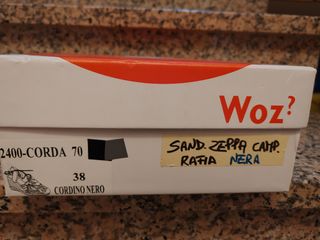 Woz?
2400-CORDA 70
38
CORDINO NERO
SAND. ZEPPA CAMP.
RAFIA NERA